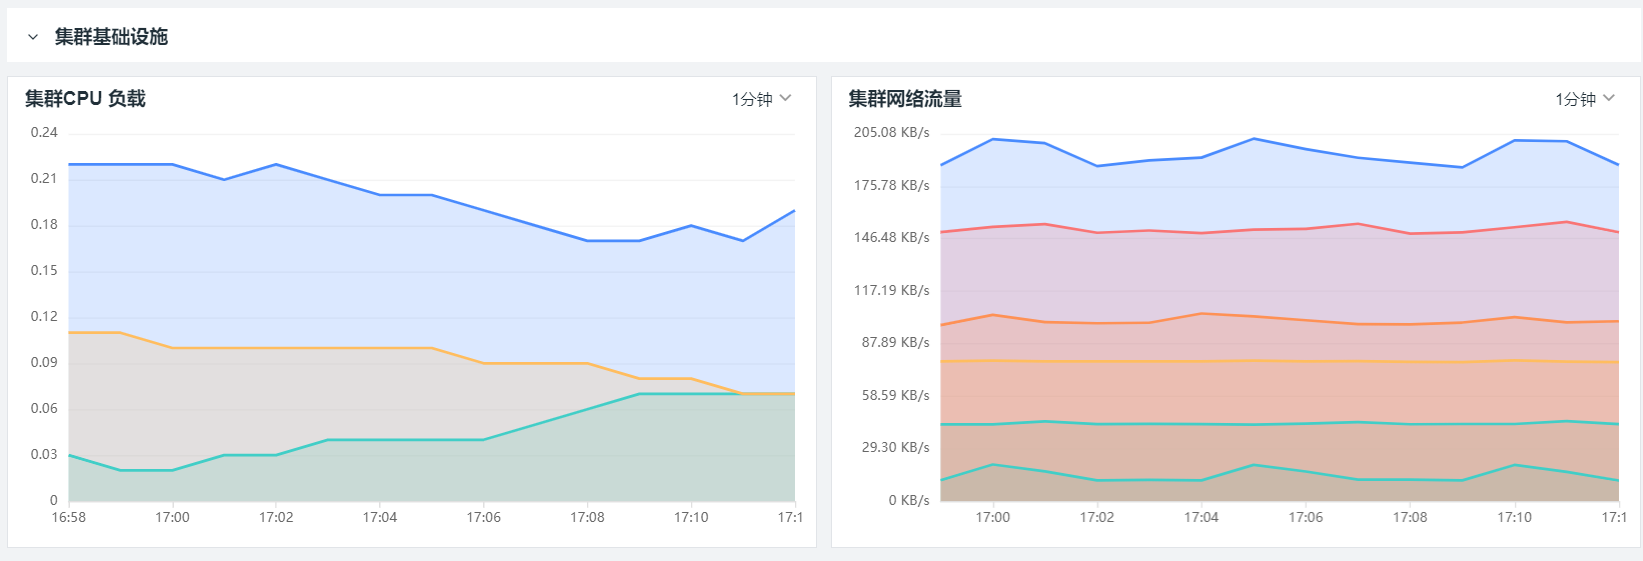 集群基础设施
集群CPU 负载
1分钟
0.24
0.21
0.18
0.15
0.12
0.09
0.06
0.03
0
16:58 17:00 17:02 17:04 17:06 17:08 17:10 17:1
集群网络流量
1分钟
205.08 KB/s
175.78 KB/s
146.48 KB/s
117.19 KB/s
87.89 KB/s
58.59 KB/s
29.30 KB/s
0 KB/s
17:00 17:02 17:04 17:06 17:08 17:10 17:1